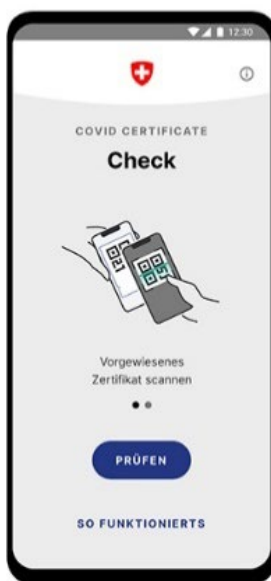 12:30
COVID CERTIFICATE
Check
Vorgewiesenes
Zertifikat scannen
PRÜFEN
SO FUNKTIONIERTS